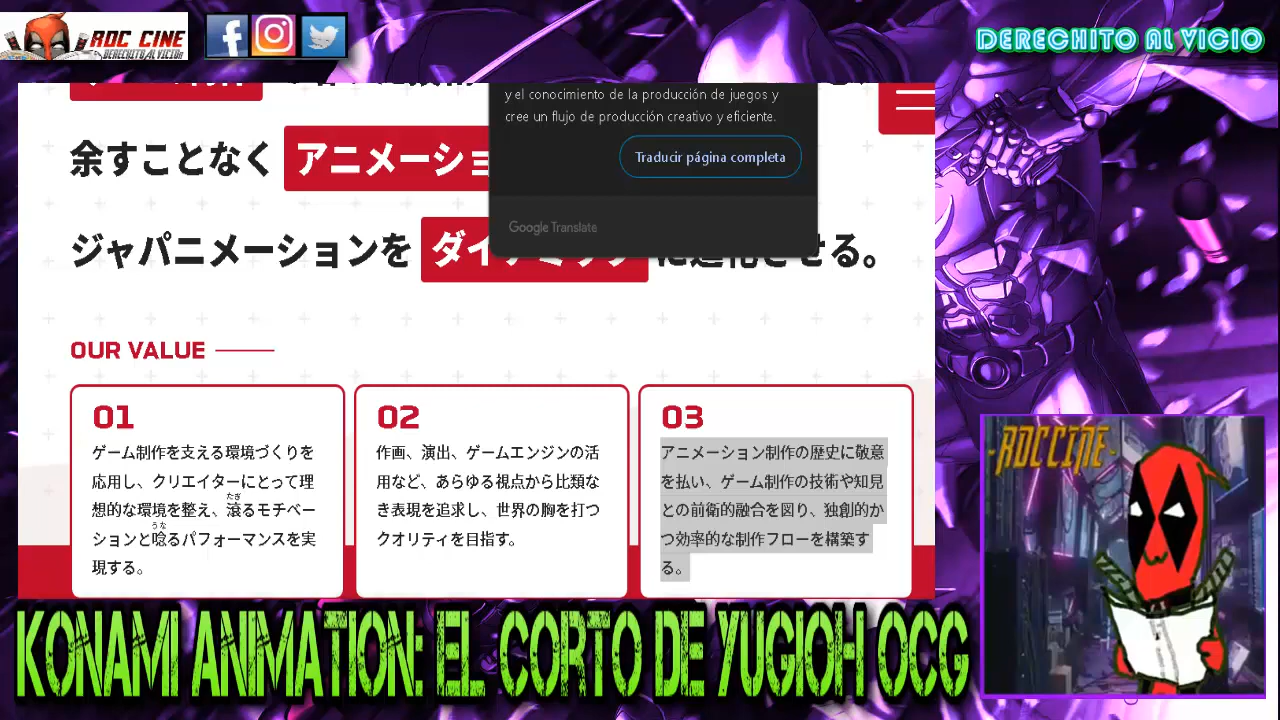 ROC CINE
DERECHITO AL VICIO
DERECHITO AL VICIO
y el conocimiento de la producción de juegos y
cree un flujo de producción creativo y eficiente.
Traducir página completa
Google Translate
余すことなく アニメーショ
ジャパニメーションを
させる。
OUR VALUE
01
ゲーム制作を支える環境づくりを
応用し、クリエイターにとって理
想的な環境を整え、滾るモチベー
たぎ
ションと唸るパフォーマンスを実
うな
現する。
02
作画、演出、ゲームエンジンの活
用など、あらゆる視点から比類な
き表現を追求し、世界の胸を打つ
クオリティを目指す。
03
アニメーション制作の歴史に敬意
を払い、ゲーム制作の技術や知見
との前衛的融合を図り、独創的か
つ効率的な制作フローを構築す
る。
-ROCCINE-
KONAMI ANIMATION: EL CORTO DE YUGIOH OCG